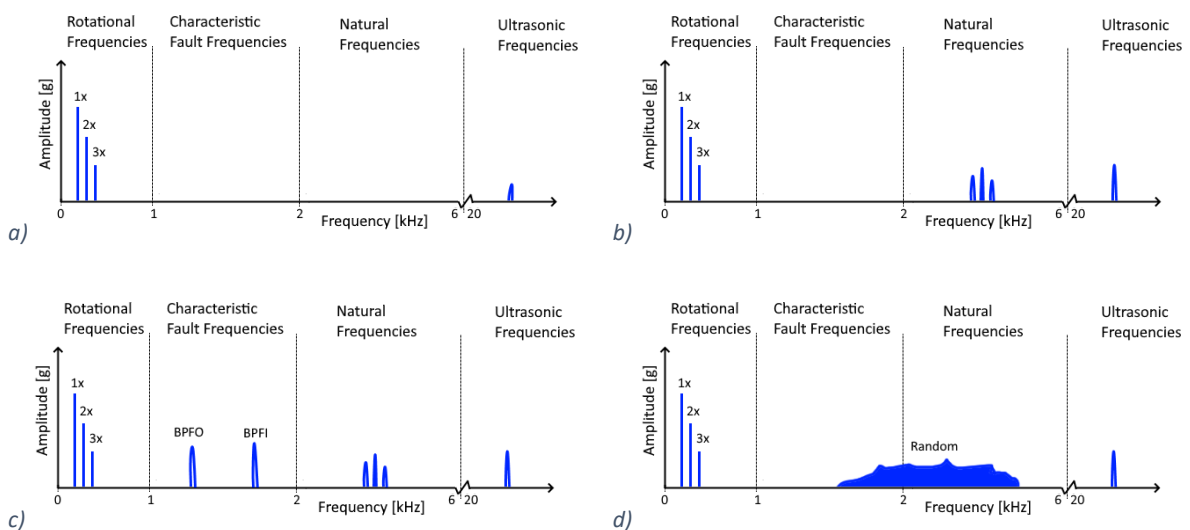 Rotational Frequencies
Characteristic Fault Frequencies
Natural Frequencies
Ultrasonic Frequencies
Amplitude [g]
1x
2x
3x
0
1
2
6
20
Frequency [kHz]
a)
Rotational Frequencies
Characteristic Fault Frequencies
Natural Frequencies
Ultrasonic Frequencies
Amplitude [g]
1x
2x
3x
0
1
2
6
20
Frequency [kHz]
b)
Rotational Frequencies
Characteristic Fault Frequencies
Natural Frequencies
Ultrasonic Frequencies
Amplitude [g]
1x
2x
3x
BPFO
BPFI
0
1
2
6
20
Frequency [kHz]
c)
Rotational Frequencies
Characteristic Fault Frequencies
Natural Frequencies
Ultrasonic Frequencies
Amplitude [g]
1x
2x
3x
Random
0
1
2
6
20
Frequency [kHz]
d)